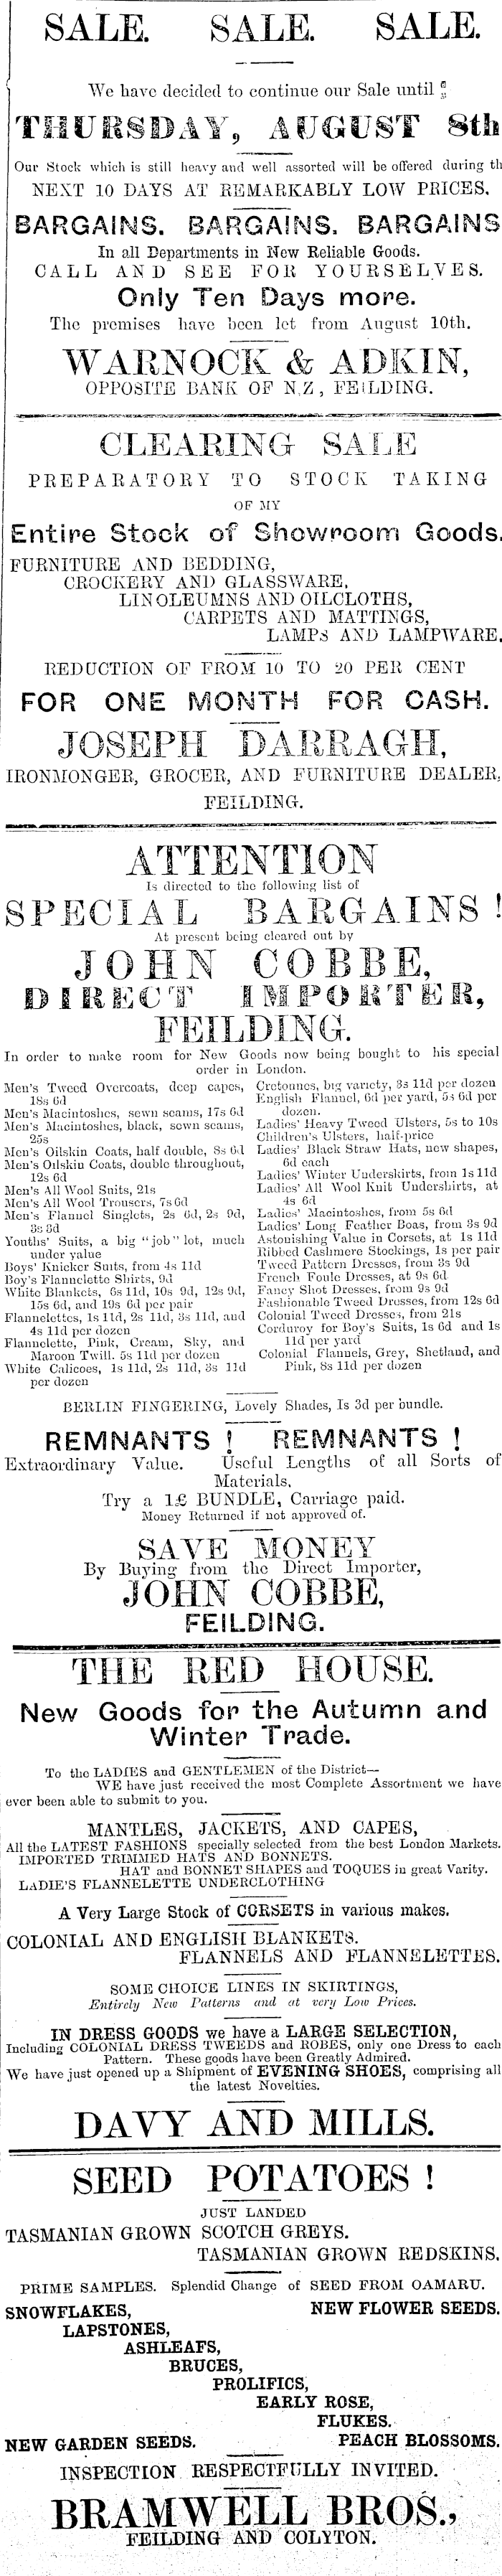 SALE. SALE. SALE.
We have decided to continue our Sale until
THURSDAY, AUGUST 8th
Our Stock which is still heavy and well assorted will be offered during th
NEXT 10 DAYS AT REMARKABLY LOW PRICES.
BARGAINS. BARGAINS. BARGAINS
In all Departments in New Reliable Goods.
CALL AND SEE FOR YOURSELVES.
Only Ten Days more.
The premises have been let from August 10th.
WARNOCK & ADKIN,
OPPOSITE BANK OF N.Z, FEILDING.
CLEARING SALE
PREPARATORY TO STOCK TAKING
OF MY
Entire Stock of Showroom Goods.
FURNITURE AND BEDDING,
CROCKERY AND GLASSWARE,
LINOLEUMNS AND OILCLOTHS,
CARPETS AND MATTINGS,
LAMPS AND LAMPWARE.
REDUCTION OF FROM 10 TO 20 PER CENT
FOR ONE MONTH FOR CASH.
JOSEPH DARRAGH,
IRONMONGER, GROCER, AND FURNITURE DEALER,
FEILDING.
ATTENTION
Is directed to the following list of
SPECIAL BARGAINS !
At present being cleared out by
JOHN COBBE,
DIRECT IMPORTER,
FEILDING.
In order to make room for New Goods now being bought to his special
order in London.
Men's Tweed Overcoats, deep capes,
18s 6d
Men's Macintoshes, sewn seams, 17s 6d
Men's Macintoshes, black, sewn seams,
25s
Men's Oilskin Coats, half double, 8s 6d
Men's Oilskin Coats, double throughout,
12s 6d
Men's All Wool Suits, 21s
Men's All Wool Trousers, 7s 6d
Men's Flannel Singlets, 2s 6d, 2s 9d,
3s 3d
Youths' Suits, a big "job" lot, much
under value
Boys' Knicker Suits, from 4s 11d
Boy's Flannelette Shirts, 9d
White Blankets, 6s 11d, 10s 9d, 12s 9d,
15s 6d, and 19s 6d per pair
Flannelettes, 1s 11d, 2s 11d, 3s 11d, and
4s 11d per dozen
Flannelette, Pink, Cream, Sky, and
Maroon Twill. 5s 11d per dozen
White Calicoes, 1s 11d, 2s 11d, 3s 11d
per dozen
Cretonnes, big variety, 3s 11d per dozen
English Flannel, 6d per yard, 5s 6d per
dozen.
Ladies' Heavy Tweed Ulsters, 5s to 10s
Children's Ulsters, half-price
Ladies' Black Straw Hats, new shapes,
6d each
Ladies' Winter Underskirts, from 1s 11d
Ladies' All Wool Knit Undershirts, at
4s 6d
Ladies' Macintoshes, from 5s 6d
Ladies' Long Feather Boas, from 3s 9d
Astonishing Value in Corsets, at 1s 11d
Ribbed Cashmere Stockings, 1s per pair
Tweed Pattern Dresses, from 3s 9d
French Foule Dresses, at 9s 6d
Fancy Shot Dresses, from 9s 9d
Fashionable Tweed Dresses, from 12s 6d
Colonial Tweed Dresses, from 21s
Corduroy for Boy's Suits, 1s 6d and 1s
11d per yard
Colonial Flannels, Grey, Shetland, and
Pink, 8s 11d per dozen
BERLIN FINGERING, Lovely Shades, Is 3d per bundle.
REMNANTS ! REMNANTS !
Extraordinary Value. Useful Lengths of all Sorts of
Materials.
Try a 1£ BUNDLE, Carriage paid.
Money Returned if not approved of.
SAVE MONEY
By Buying from the Direct Importer,
JOHN COBBE,
FEILDING.
THE RED HOUSE.
New Goods for the Autumn and
Winter Trade.
To the LADIES and GENTLEMEN of the District—
WE have just received the most Complete Assortment we have
ever been able to submit to you.
MANTLES, JACKETS, AND CAPES,
All the LATEST FASHIONS specially selected from the best London Markets.
IMPORTED TRIMMED HATS AND BONNETS.
HAT and BONNET SHAPES and TOQUES in great Varity.
LADIE'S FLANNELETTE UNDERCLOTHING
A Very Large Stock of CORSETS in various makes.
COLONIAL AND ENGLISH BLANKETS.
FLANNELS AND FLANNELETTES.
SOME CHOICE LINES IN SKIRTINGS,
Entirely New Patterns and at very Low Prices.
IN DRESS GOODS we have a LARGE SELECTION,
Including COLONIAL DRESS TWEEDS and ROBES, only one Dress to each
Pattern. These goods have been Greatly Admired.
We have just opened up a Shipment of EVENING SHOES, comprising all
the latest Novelties.
DAVY AND MILLS.
SEED POTATOES !
JUST LANDED
TASMANIAN GROWN SCOTCH GREYS.
TASMANIAN GROWN REDSKINS.
PRIME SAMPLES. Splendid Change of SEED FROM OAMARU.
SNOWFLAKES, NEW FLOWER SEEDS.
LAPSTONES,
ASHLEAFS,
BRUCES,
PROLIFICS,
EARLY ROSE,
FLUKES.
NEW GARDEN SEEDS. PEACH BLOSSOMS.
INSPECTION RESPECTFULLY INVITED.
BRAMWELL BROS.,
FEILDING AND COLYTON.